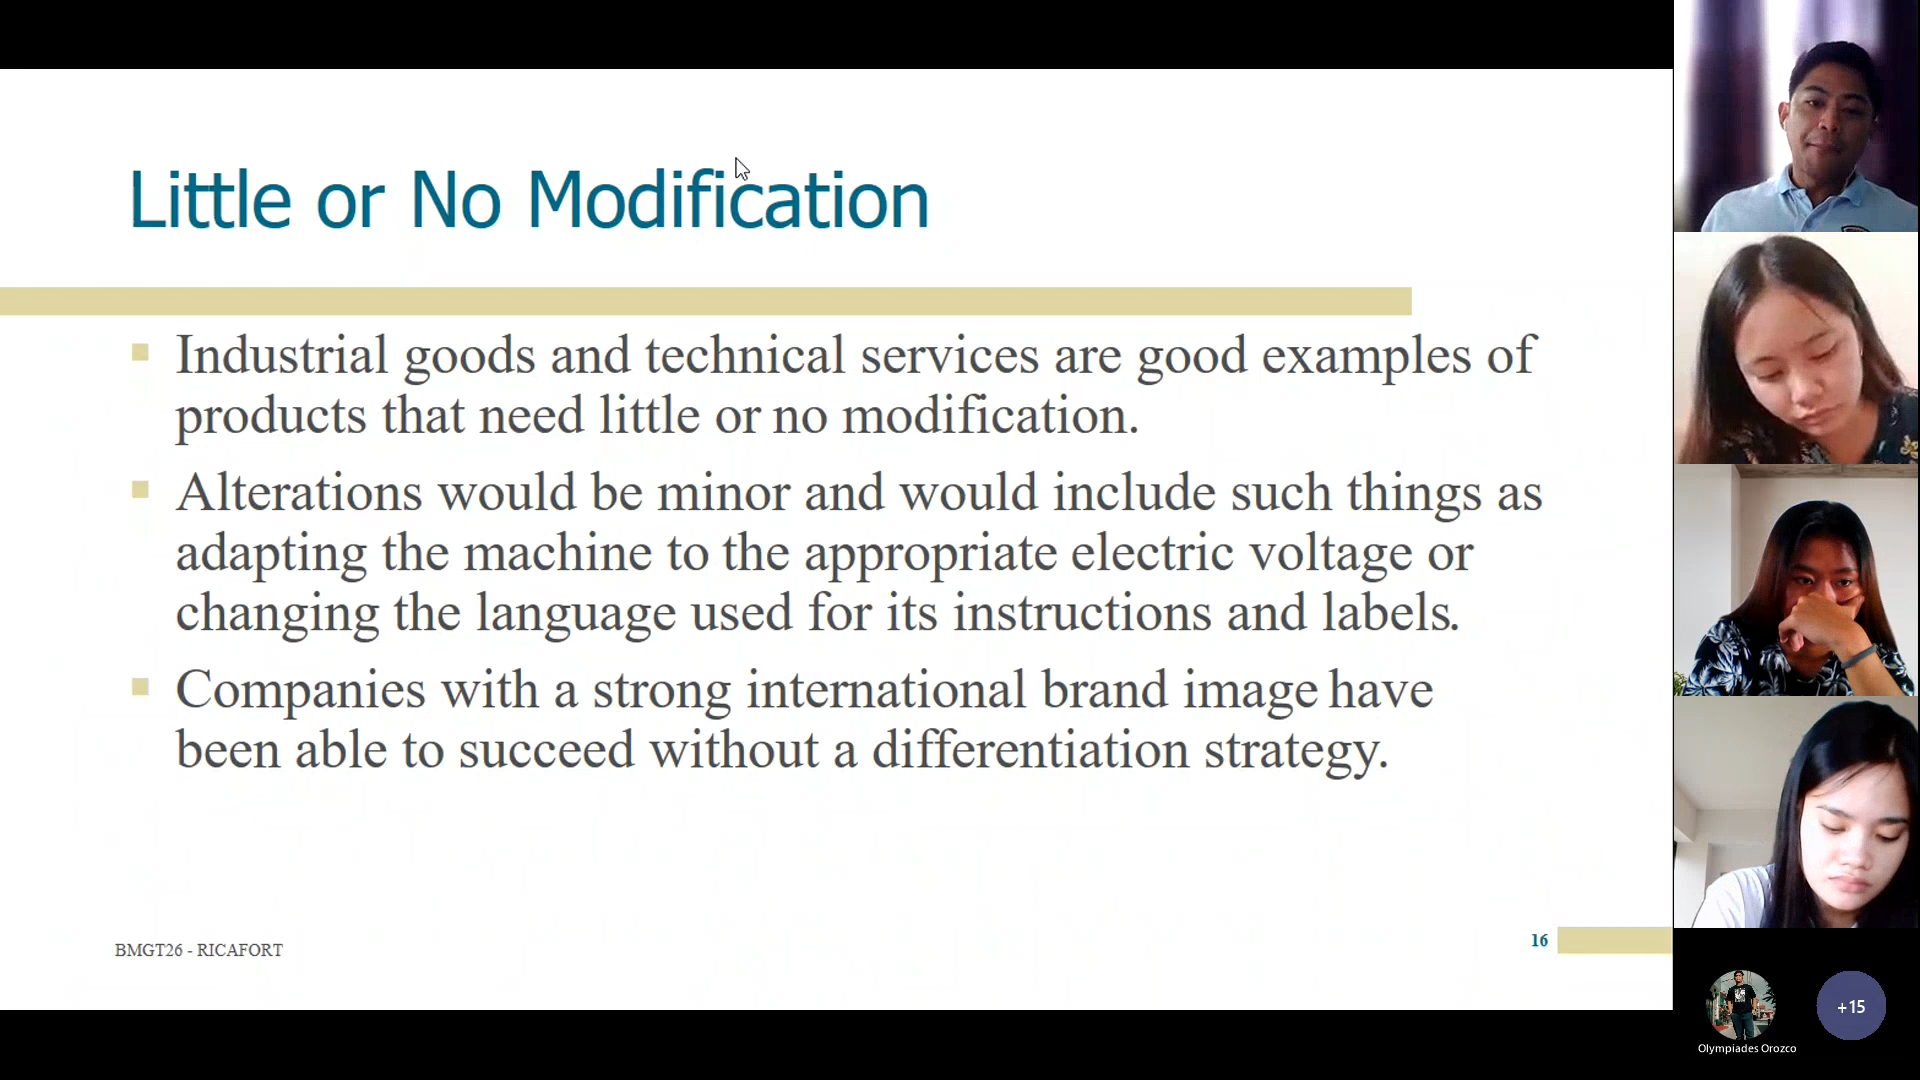 Little or No Modification
Industrial goods and technical services are good examples of
products that need little or no modification.
Alterations would be minor and would include such things as
adapting the machine to the appropriate electric voltage or
changing the language used for its instructions and labels.
Companies with a strong international brand image have
been able to succeed without a differentiation strategy.
BMGT26 - RICAFORT
16
+15
Olympiades Orozco